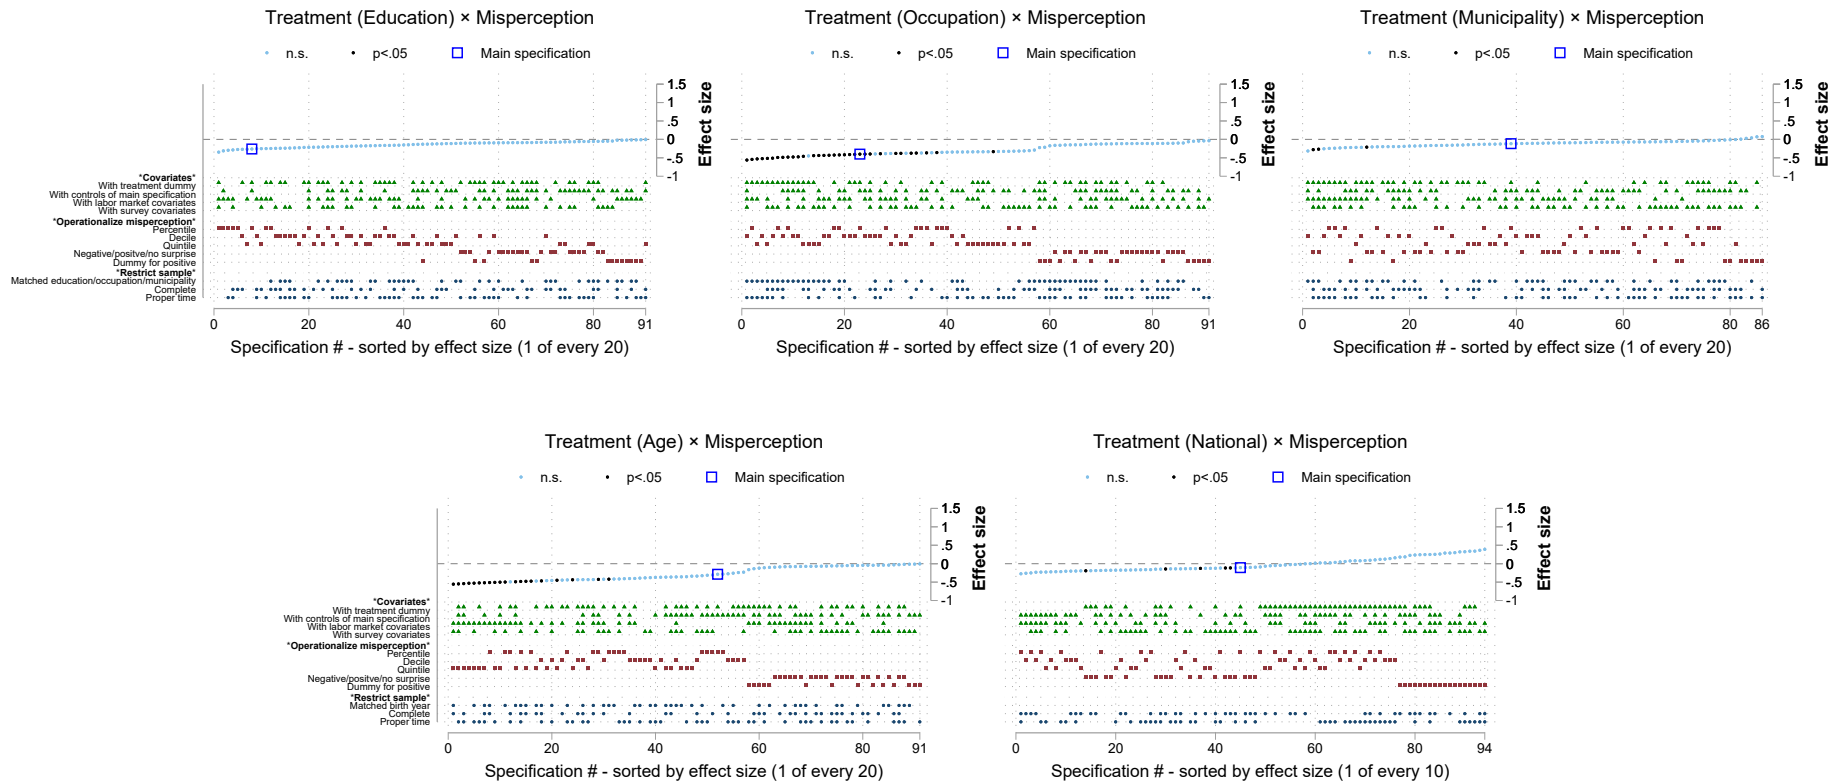 Treatment (Education) × Misperception
n.s. p<.05 Main specification
1.5
1
.5
0
-.5
-1
Effect size
*Covariates*
With treatment dummy
With controls of main specification
With labor market covariates
With survey covariates
*Operationalize misperception*
Percentile
Decile
Quintile
Negative/positve/no surprise
Dummy for positive
*Restrict sample*
Matched education/occupation/municipality
Complete
Proper time
0 20 40 60 80 91
Specification # - sorted by effect size (1 of every 20)
Treatment (Occupation) × Misperception
n.s. p<.05 Main specification
1.5
1
.5
0
-.5
-1
Effect size
0 20 40 60 80 91
Specification # - sorted by effect size (1 of every 20)
Treatment (Municipality) × Misperception
n.s. p<.05 Main specification
1.5
1
.5
0
-.5
-1
Effect size
0 20 40 60 80 86
Specification # - sorted by effect size (1 of every 20)
Treatment (Age) × Misperception
n.s. p<.05 Main specification
1.5
1
.5
0
-.5
-1
Effect size
*Covariates*
With treatment dummy
With controls of main specification
With labor market covariates
With survey covariates
*Operationalize misperception*
Percentile
Decile
Quintile
Negative/positve/no surprise
Dummy for positive
*Restrict sample*
Matched birth year
Complete
Proper time
0 20 40 60 80 91
Specification # - sorted by effect size (1 of every 20)
Treatment (National) × Misperception
n.s. p<.05 Main specification
1.5
1
.5
0
-.5
-1
Effect size
0 20 40 60 80 94
Specification # - sorted by effect size (1 of every 10)